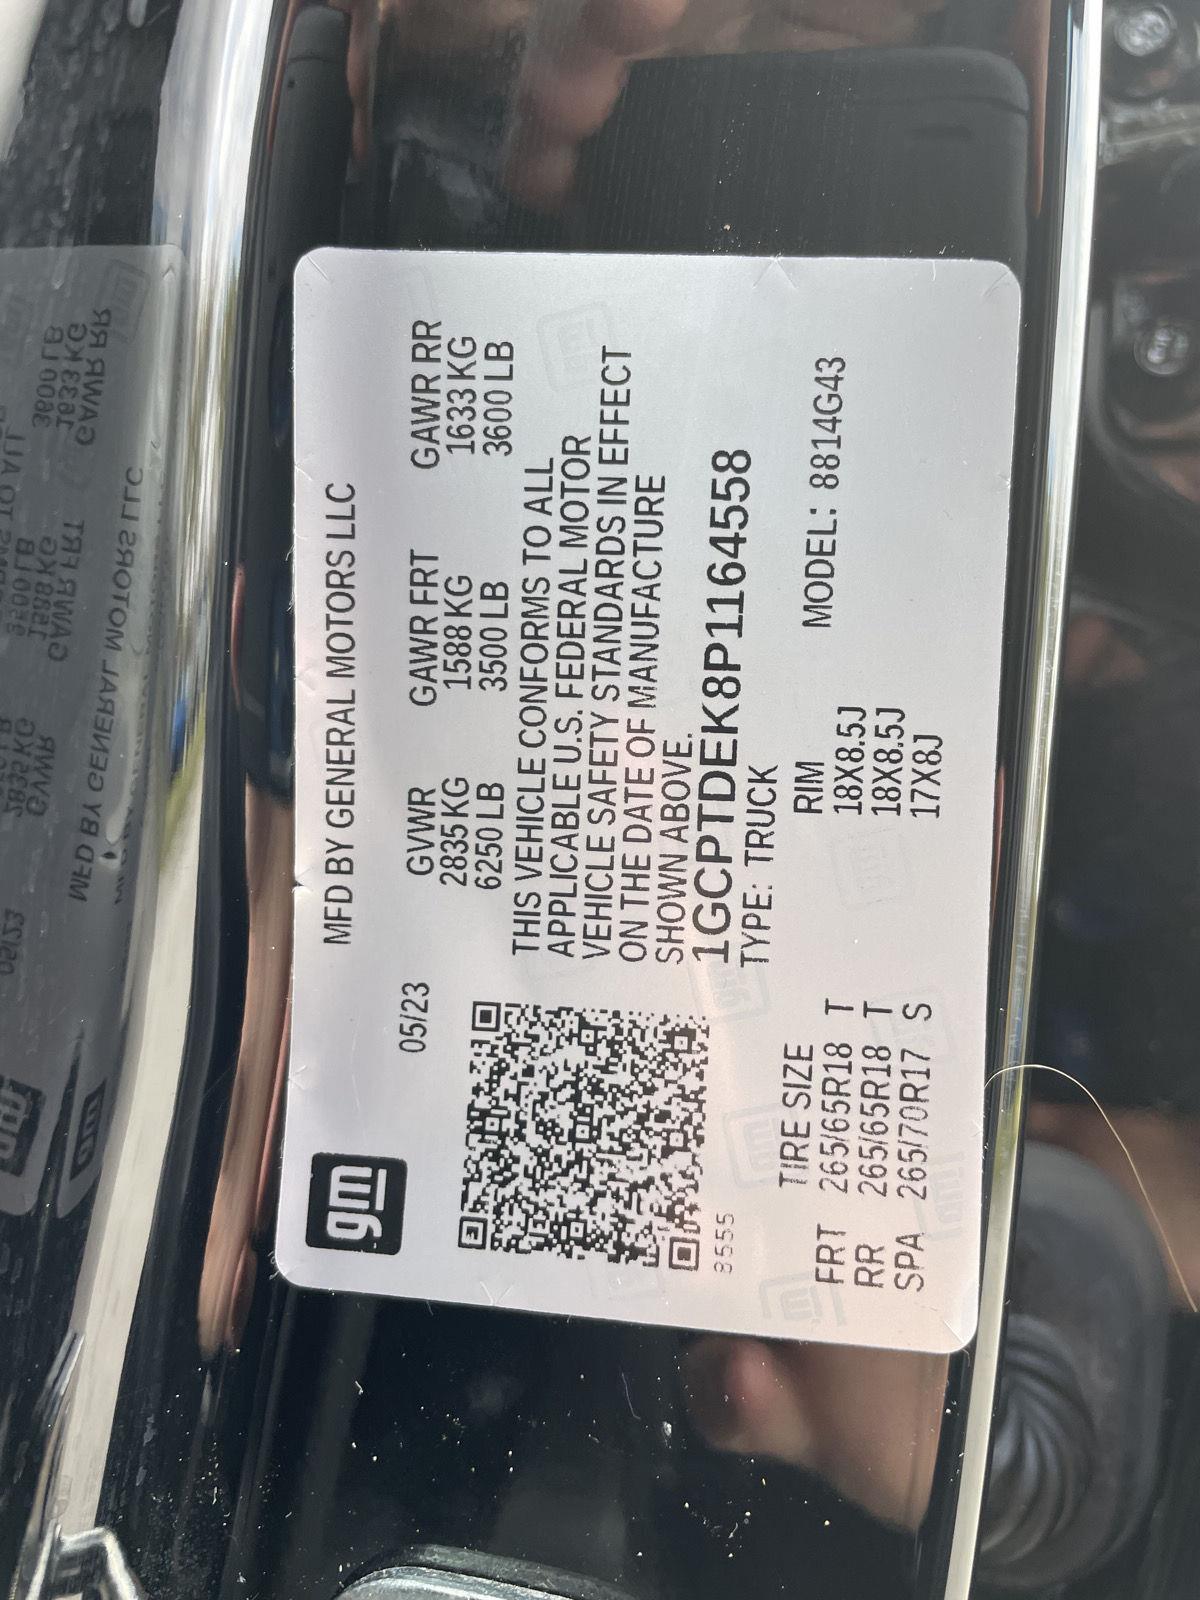 gm
MFD BY GENERAL MOTORS LLC
05/23
GVWR GAWR FRT GAWR RR
2835 KG 1588 KG 1633 KG
6250 LB 3500 LB 3600 LB
THIS VEHICLE CONFORMS TO ALL
APPLICABLE U.S. FEDERAL MOTOR
VEHICLE SAFETY STANDARDS IN EFFECT
ON THE DATE OF MANUFACTURE
SHOWN ABOVE.
1GCPTDEK8P1164558
8555
TYPE: TRUCK
MODEL: 8814G43
TIRE SIZE RIM
FRT 265/65R18 T 18X8.5J
RR 265/65R18 T 18X8.5J
SPA 265/70R17 S 17X8J